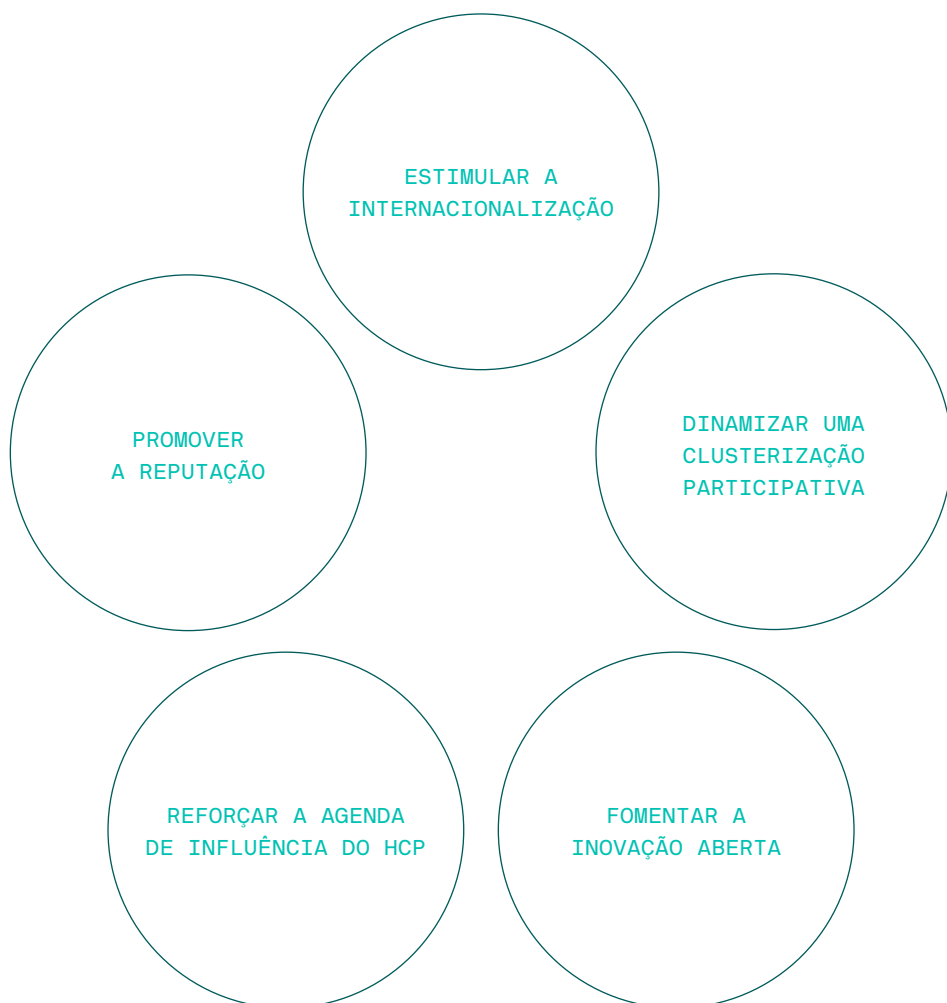 ESTIMULAR A
INTERNACIONALIZAÇÃO
PROMOVER
A REPUTAÇÃO
DINAMIZAR UMA
CLUSTERIZAÇÃO
PARTICIPATIVA
REFORÇAR A AGENDA
DE INFLUÊNCIA DO HCP
FOMENTAR A
INOVAÇÃO ABERTA